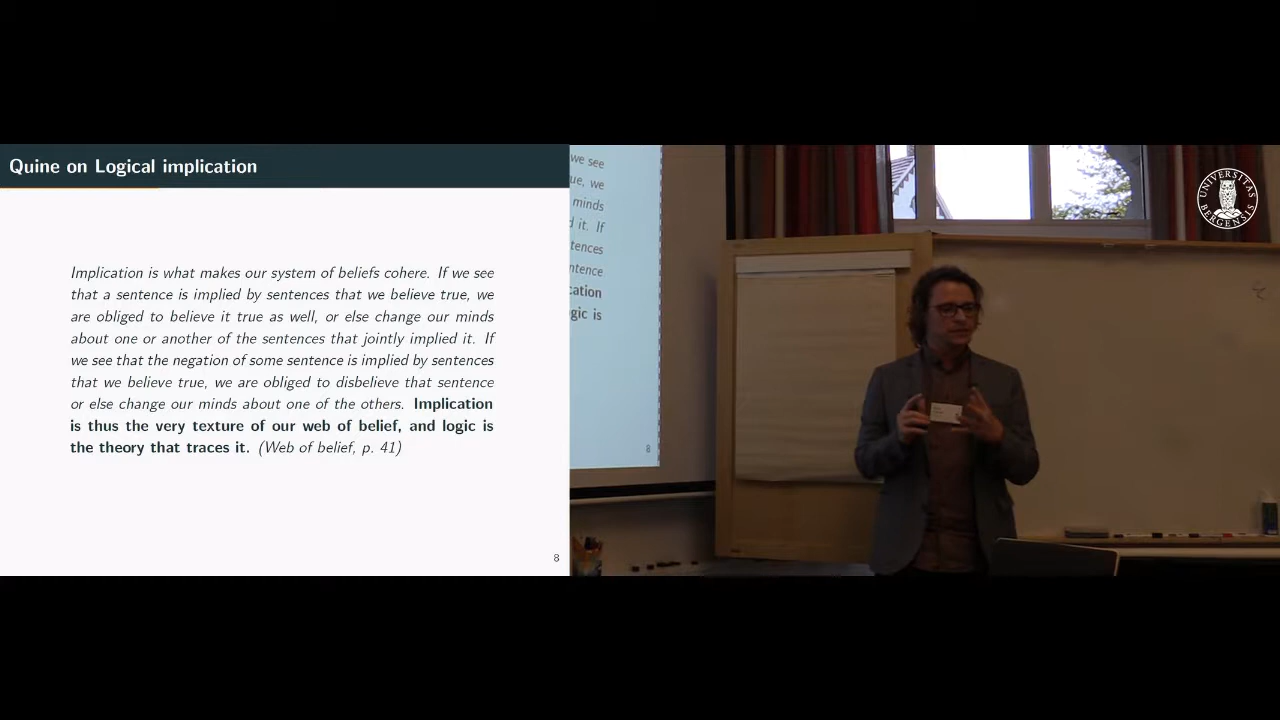 Quine on Logical implication
Implication is what makes our system of beliefs cohere. If we see
that a sentence is implied by sentences that we believe true, we
are obliged to believe it true as well, or else change our minds
about one or another of the sentences that jointly implied it. If
we see that the negation of some sentence is implied by sentences
that we believe true, we are obliged to disbelieve that sentence
or else change our minds about one of the others. Implication
is thus the very texture of our web of belief, and logic is
the theory that traces it. (Web of belief, p. 41)
8
we see
ue, we
minds
d it. If
tences
ntence
cation
gic is
8
UNIVERSITAS
BERGENSIS